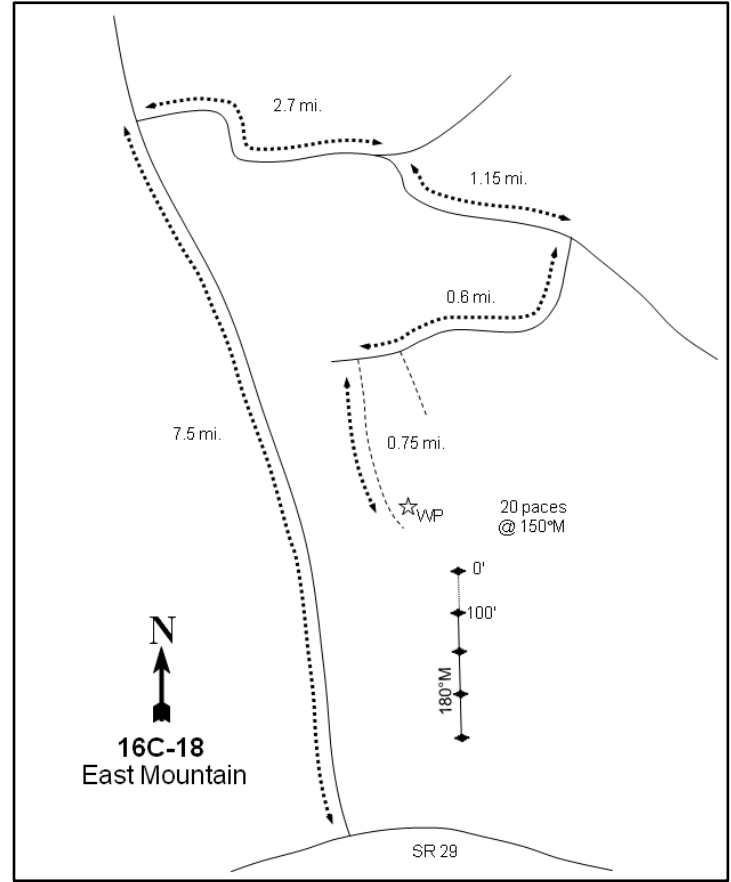 2.7 mi.
1.15 mi.
0.6 mi.
7.5 mi.
0.75 mi.
WP
20 paces
@ 150°M
0'
100'
180°M
N
16C-18
East Mountain
SR 29